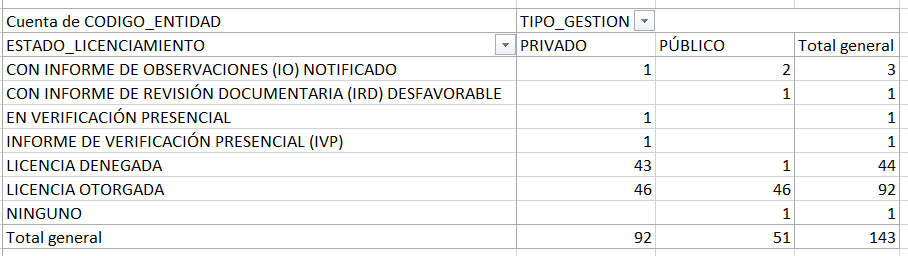 Cuenta de CODIGO_ENTIDAD TIPO_GESTION
ESTADO_LICENCIAMIENTO PRIVADO PÚBLICO Total general
CON INFORME DE OBSERVACIONES (IO) NOTIFICADO 1 2 3
CON INFORME DE REVISIÓN DOCUMENTARIA (IRD) DESFAVORABLE 1 1
EN VERIFICACIÓN PRESENCIAL 1 1
INFORME DE VERIFICACIÓN PRESENCIAL (IVP) 1 1
LICENCIA DENEGADA 43 1 44
LICENCIA OTORGADA 46 46 92
NINGUNO 1 1
Total general 92 51 143